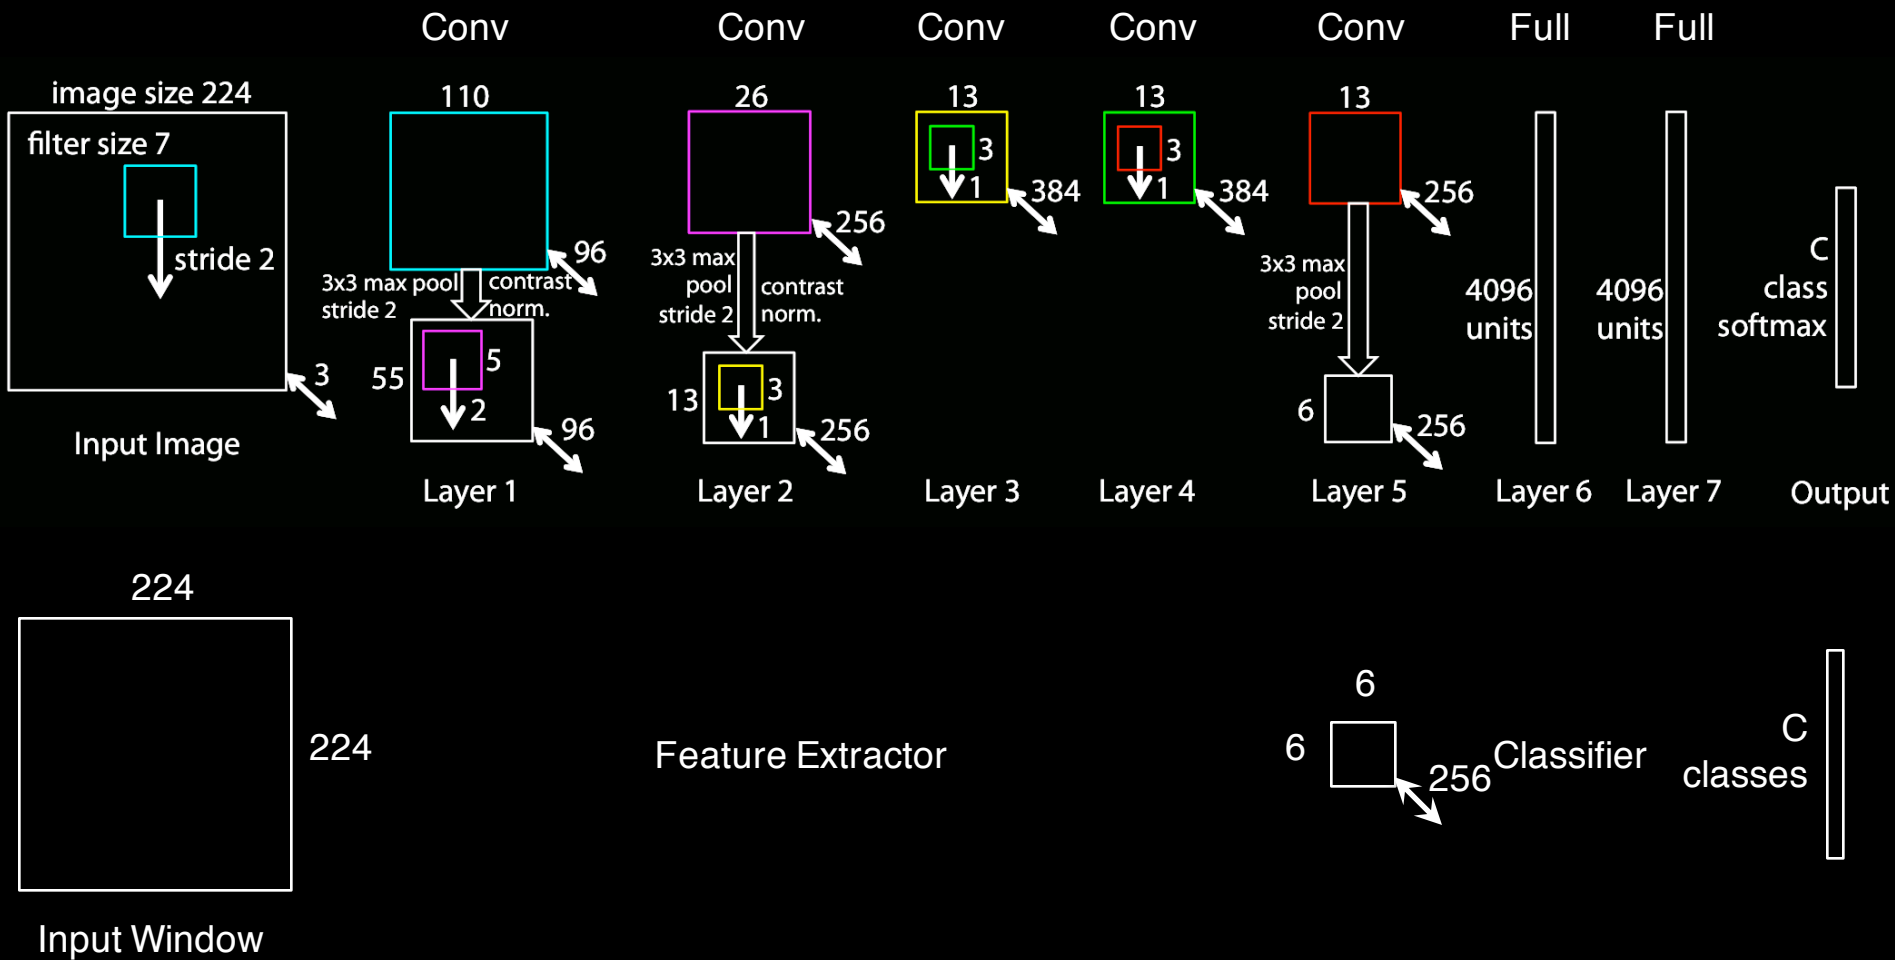 Conv
Conv
Conv
Conv
Conv
Full
Full
image size 224
filter size 7
stride 2
3
Input Image
110
96
3x3 max pool
stride 2
contrast
norm.
55
5
2
96
Layer 1
26
256
3x3 max
pool
stride 2
contrast
norm.
13
3
1
256
Layer 2
13
3
1
384
Layer 3
13
3
1
384
Layer 4
13
256
3x3 max
pool
stride 2
6
256
Layer 5
4096
units
Layer 6
4096
units
Layer 7
C
class
softmax
Output
224
224
Input Window
Feature Extractor
6
6
256
Classifier
C
classes